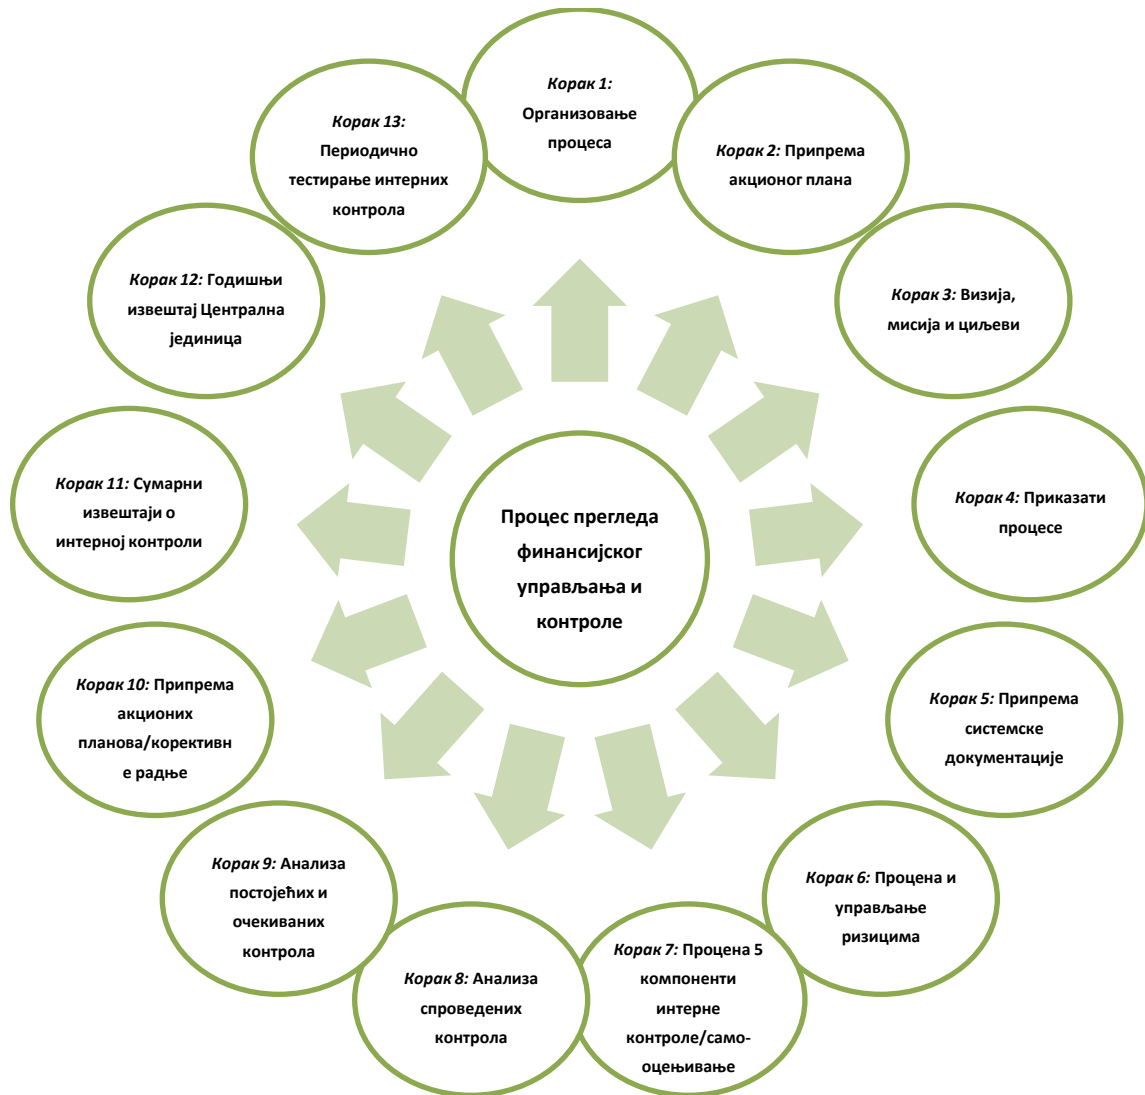 Корак 1:
Организовање
процеса
Корак 2: Припрема
акционог плана
Корак 3: Визија,
мисија и циљеви
Корак 4: Приказати
процесе
Корак 5: Припрема
системске
документације
Корак 6: Процена и
управљање
ризицима
Корак 7: Процена 5
компоненти
интерне
контроле/само-
оцењивање
Корак 8: Анализа
спроведених
контрола
Корак 9: Анализа
постојећих и
очекиваних
контрола
Корак 10: Припрема
акционих
планова/корективн
е радње
Корак 11: Сумарни
извештаји о
интерној контроли
Корак 12: Годишњи
извештај Централна
јединица
Корак 13:
Периодично
тестирање интерних
контрола
Процес прегледа
финансијског
управљања и
контроле